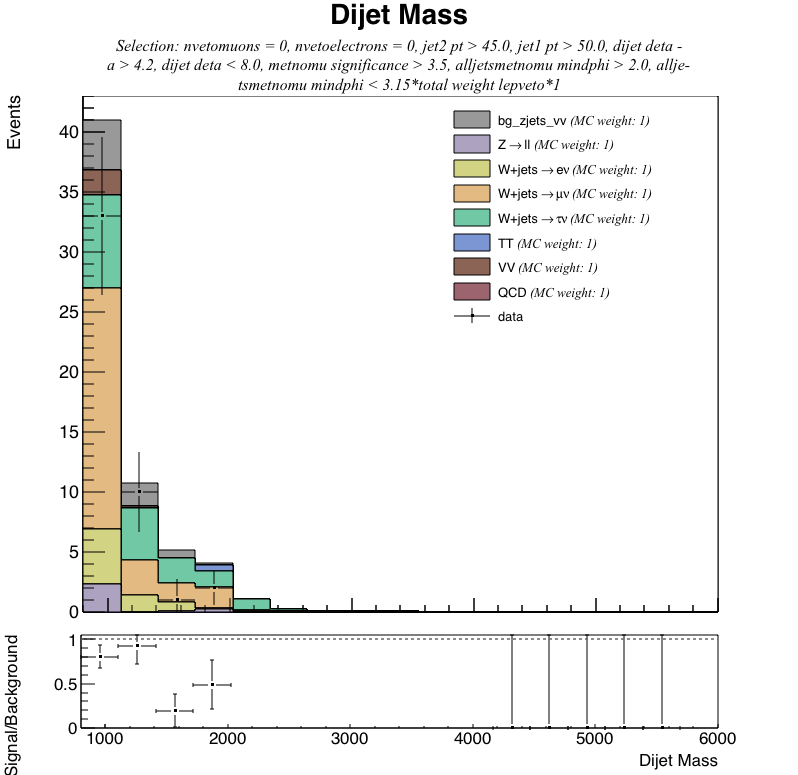 Dijet Mass
Selection: nvetomuons = 0, nvetoelectrons = 0, jet2 pt > 45.0, jet1 pt > 50.0, dijet deta -
a > 4.2, dijet deta < 8.0, metnomu significance > 3.5, alljetsmetnomu mindphi > 2.0, allje-
tsmetnomu mindphi < 3.15*total weight lepveto*1
Events
40
35
30
25
20
15
10
5
0
bg_zjets_vv (MC weight: 1)
Z→ll (MC weight: 1)
W+jets→eν (MC weight: 1)
W+jets→μν (MC weight: 1)
W+jets→τν (MC weight: 1)
TT (MC weight: 1)
VV (MC weight: 1)
QCD (MC weight: 1)
data
Signal/Background
1
0.5
0
1000 2000 3000 4000 5000 6000
Dijet Mass